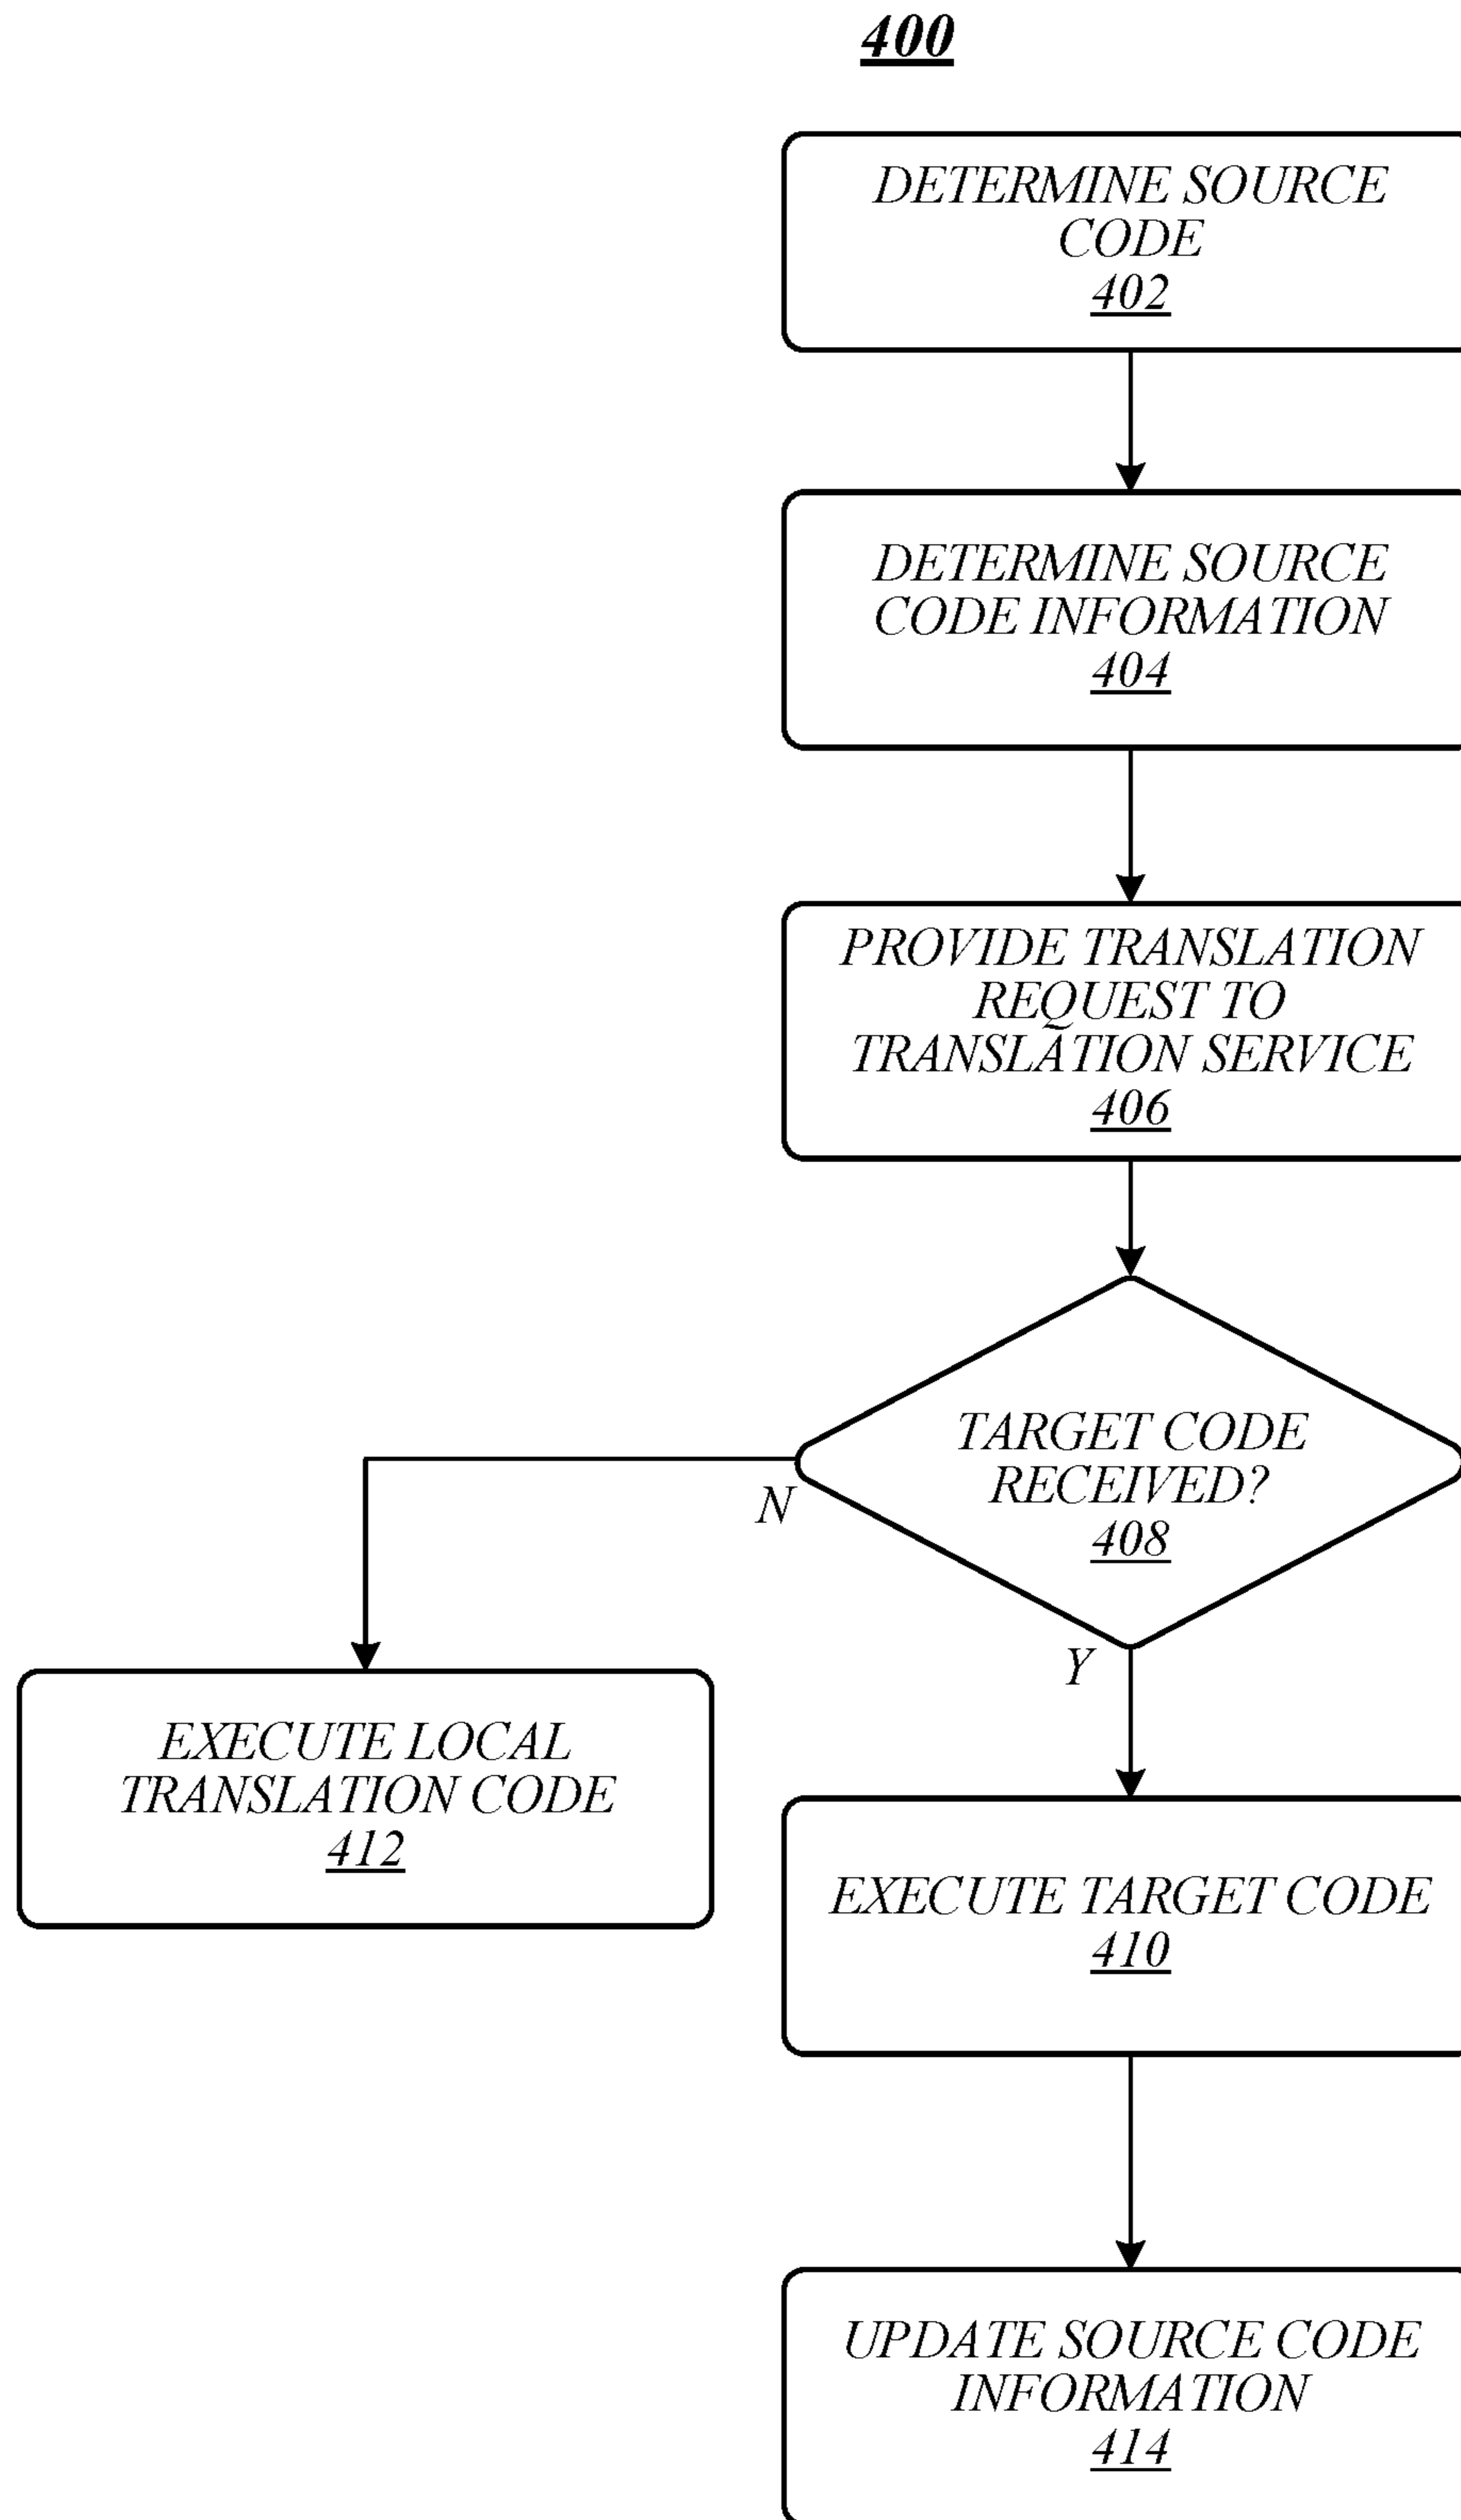 400
DETERMINE SOURCE
CODE
402
DETERMINE SOURCE
CODE INFORMATION
404
PROVIDE TRANSLATION
REQUEST TO
TRANSLATION SERVICE
406
TARGET CODE
RECEIVED?
408
N
Y
EXECUTE LOCAL
TRANSLATION CODE
412
EXECUTE TARGET CODE
410
UPDATE SOURCE CODE
INFORMATION
414